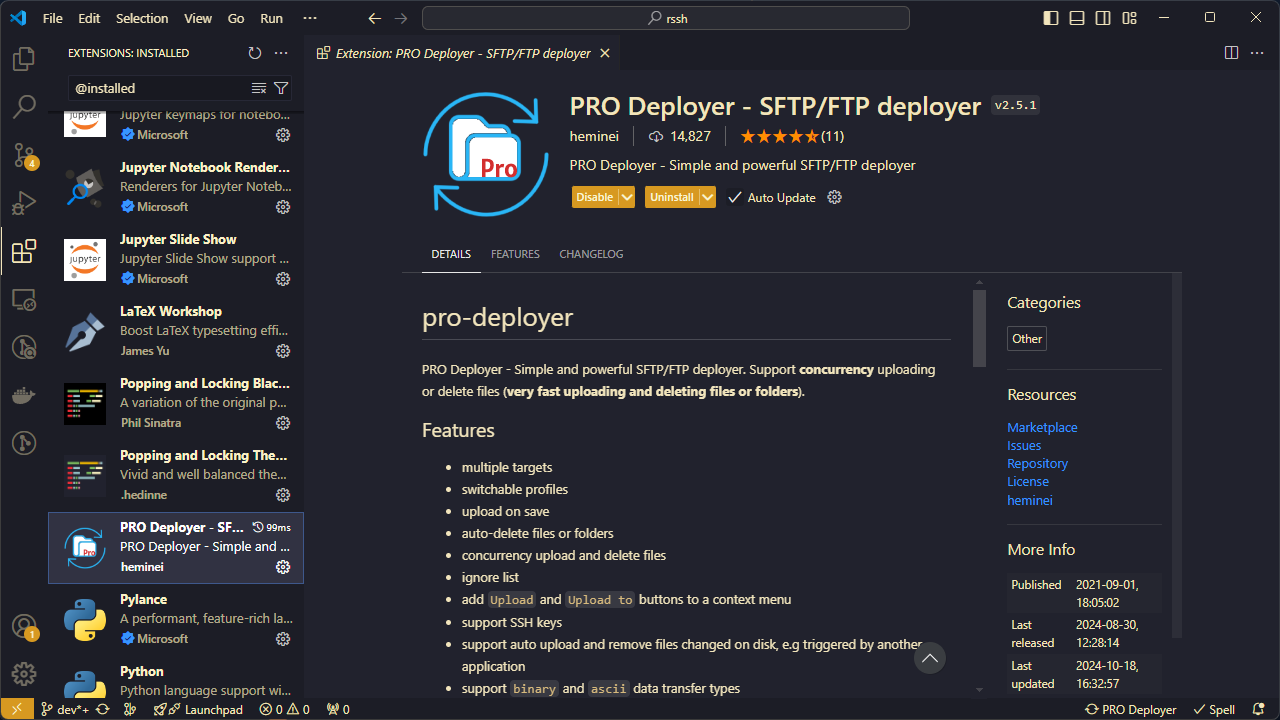 File Edit Selection View Go Run ···
rssh
EXTENSIONS: INSTALLED
@installed
Jupyter keymaps for notebo...
Microsoft
Jupyter Notebook Render...
Renderers for Jupyter Noteb...
Microsoft
Jupyter Slide Show
Jupyter Slide Show support ...
Microsoft
LaTeX Workshop
Boost LaTeX typesetting effi...
James Yu
Popping and Locking Blac...
A variation of the original p...
Phil Sinatra
Popping and Locking The...
Vivid and well balanced the...
.hedinne
PRO Deployer - SF... 99ms
PRO Deployer - Simple and ...
heminei
Pylance
A performant, feature-rich la...
Microsoft
Python
Python language support wi...
4
1
jupyter
jupyter
Pro
Extension: PRO Deployer - SFTP/FTP deployer
Pro
PRO Deployer - SFTP/FTP deployer v2.5.1
heminei 14,827 (11)
PRO Deployer - Simple and powerful SFTP/FTP deployer
Disable Uninstall Auto Update
DETAILS FEATURES CHANGELOG
pro-deployer
PRO Deployer - Simple and powerful SFTP/FTP deployer. Support concurrency uploading
or delete files (very fast uploading and deleting files or folders).
Features
• multiple targets
• switchable profiles
• upload on save
• auto-delete files or folders
• concurrency upload and delete files
• ignore list
• add Upload and Upload to buttons to a context menu
• support SSH keys
• support auto upload and remove files changed on disk, e.g triggered by another
application
• support binary and ascii data transfer types
Categories
Other
Resources
Marketplace
Issues
Repository
License
heminei
More Info
Published 2021-09-01,
18:05:02
Last 2024-08-30,
released 12:28:14
Last 2024-10-18,
updated 16:32:57
dev*+ Launchpad 0 0 0 PRO Deployer Spell